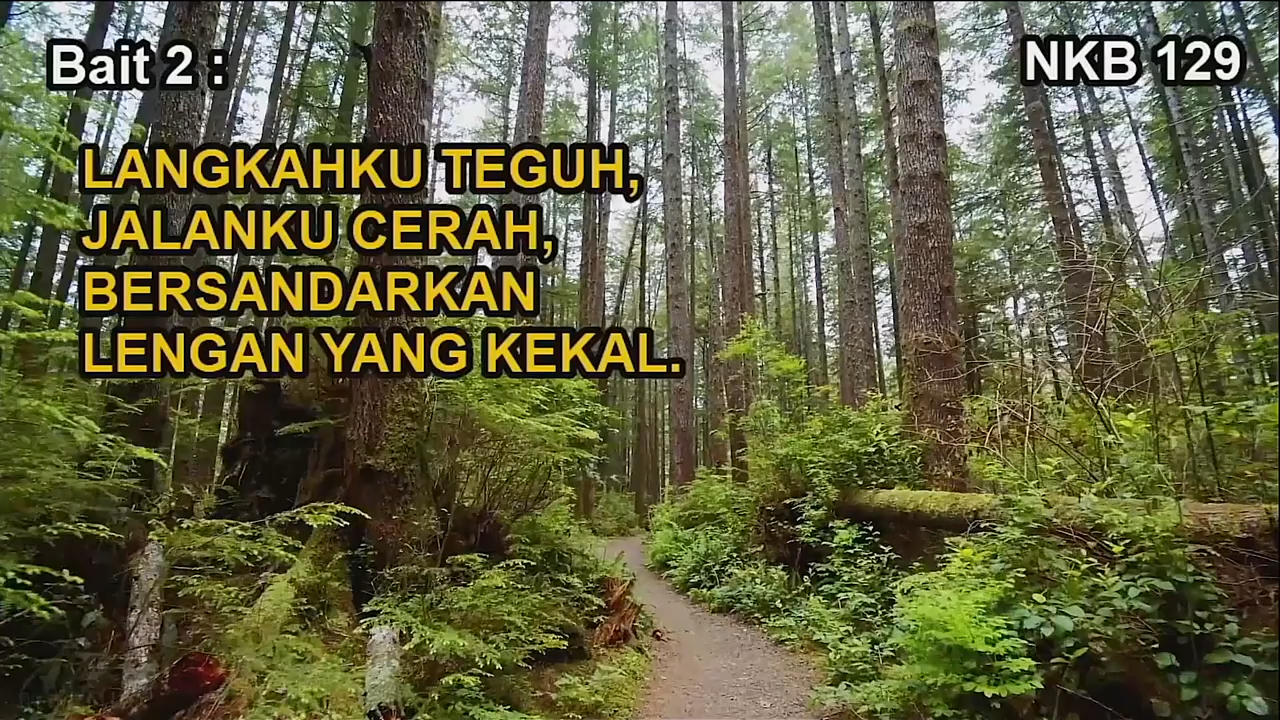 Bait 2 :
NKB 129
LANGKAHKU TEGUH,
JALANKU CERAH,
BERSANDARKAN
LENGAN YANG KEKAL.